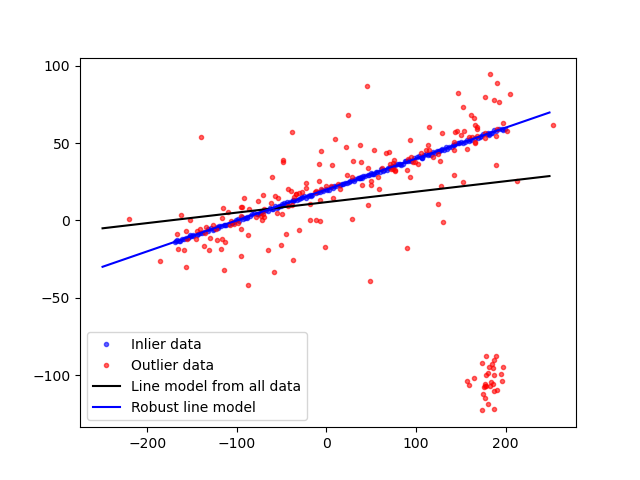 100
50
0
−50
−100
Inlier data
Outlier data
Line model from all data
Robust line model
−200 −100 0 100 200